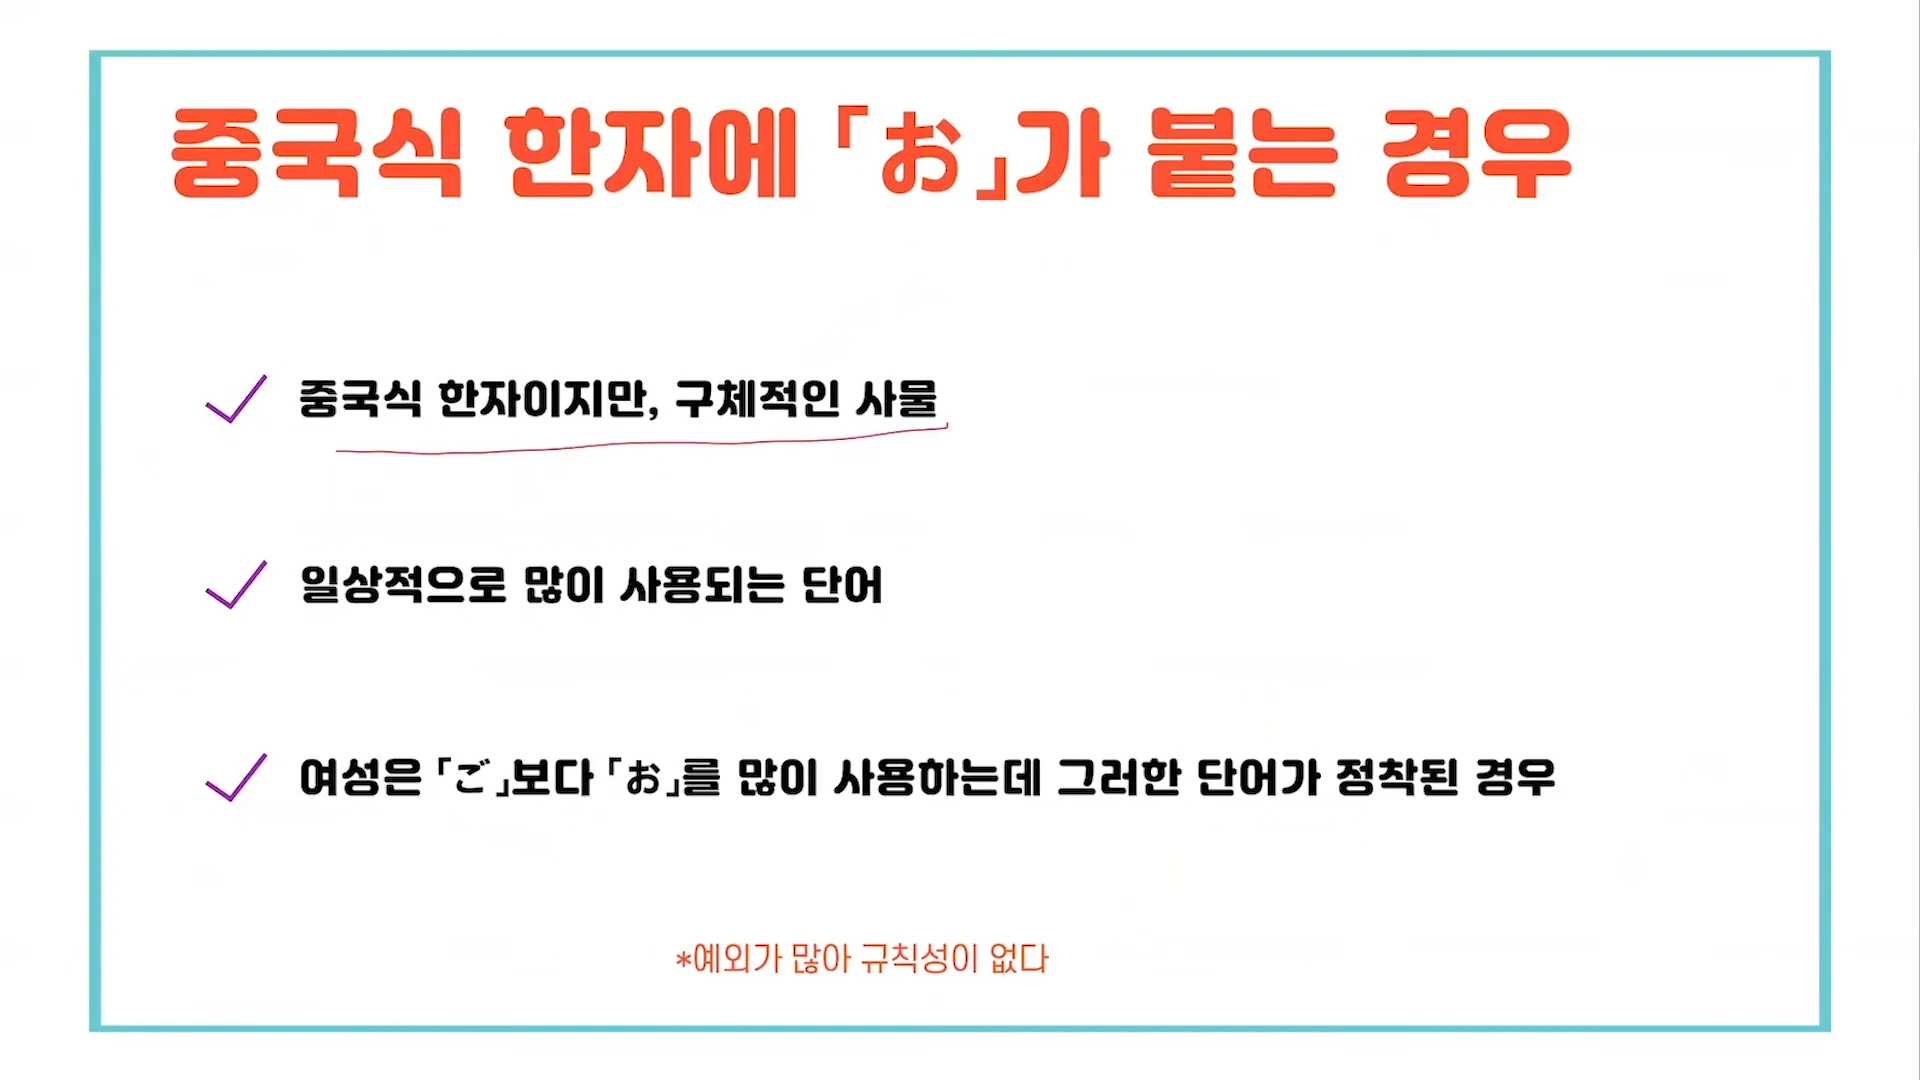 중국식 한자에 「お」가 붙는 경우
중국식 한자이지만, 구체적인 사물
일상적으로 많이 사용되는 단어
여성은 「ご」보다 「お」를 많이 사용하는데 그러한 단어가 정착된 경우
*예외가 많아 규칙성이 없다